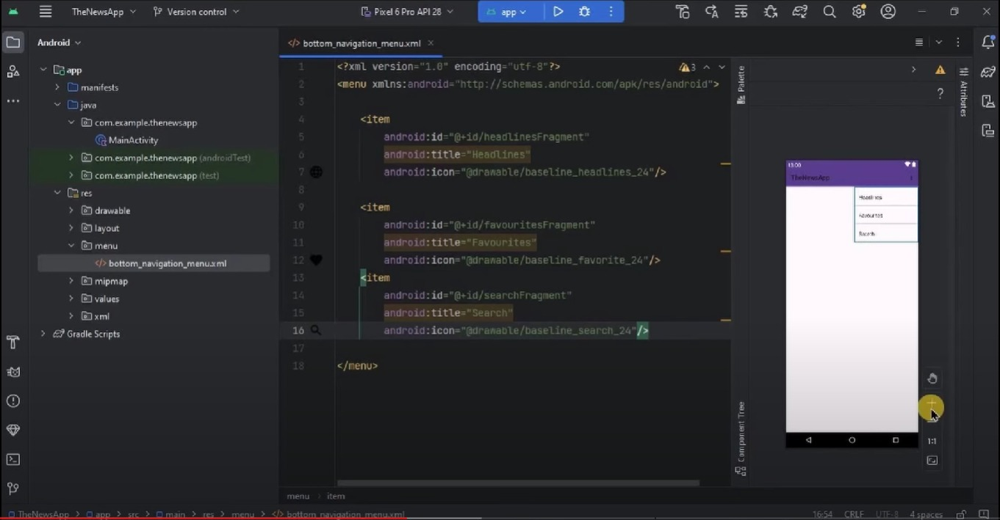 TheNewsApp
Version control
Pixel 6 Pro API 28
app
Android
app
manifests
java
com.example.thenewsapp
MainActivity
com.example.thenewsapp (androidTest)
com.example.thenewsapp (test)
res
drawable
layout
menu
bottom_navigation_menu.xml
mipmap
values
xml
Gradle Scripts
bottom_navigation_menu.xml
1 <?xml version="1.0" encoding="utf-8"?>
3
2 <menu xmlns:android="http://schemas.android.com/apk/res/android">
3
4 <item
5 android:id="@+id/headlinesFragment"
6 android:title="Headlines"
7 android:icon="@drawable/baseline_headlines_24"/>
8
9 <item
10 android:id="@+id/favouritesFragment"
11 android:title="Favourites"
12 android:icon="@drawable/baseline_favorite_24"/>
13 <item
14 android:id="@+id/searchFragment"
15 android:title="Search"
16 android:icon="@drawable/baseline_search_24"/>
17
18 </menu>
Palette
Component Tree
Attributes
?
13:00
TheNewsApp
Headlines
Favourites
Search
1:1
menu > item
TheNewsApp > app > src > main > res > menu > bottom_navigation_menu.xml
16:54 CRLF UTF-8 4 spaces